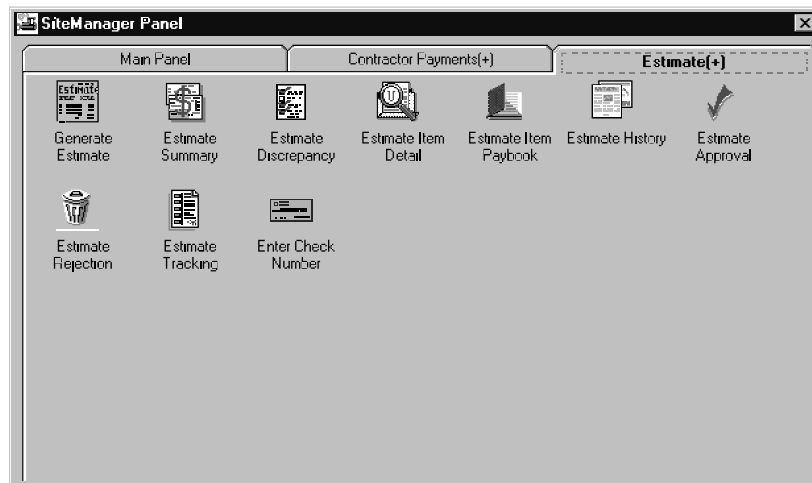 SiteManager Panel
Main Panel
Contractor Payments(+)
Estimate(+)
Estimate
Generate
Estimate
Estimate
Summary
Estimate
Discrepancy
Estimate Item
Detail
Estimate Item
Paybook
Estimate History
Estimate
Approval
Estimate
Rejection
Estimate
Tracking
Enter Check
Number